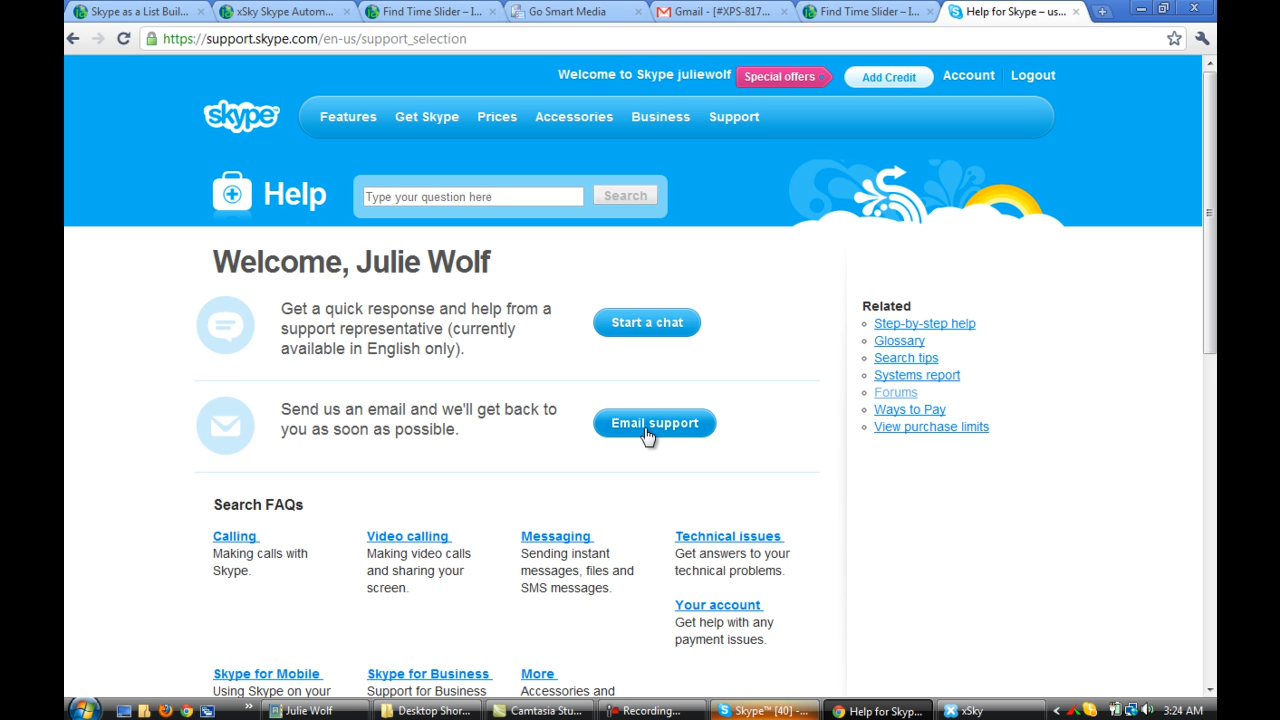 Skype as a List Buil...
xSky Skype Autom...
Find Time Slider – I...
Go Smart Media
Gmail - [#XPS-817...
Find Time Slider – I...
Help for Skype – us...
https://support.skype.com/en-us/support_selection
Welcome to Skype juliewolf
Special offers
Add Credit
Account
Logout
skype
Features
Get Skype
Prices
Accessories
Business
Support
Help
Type your question here
Search
Welcome, Julie Wolf
Get a quick response and help from a
support representative (currently
available in English only).
Start a chat
Send us an email and we'll get back to
you as soon as possible.
Email support
Related
Step-by-step help
Glossary
Search tips
Systems report
Forums
Ways to Pay
View purchase limits
Search FAQs
Calling
Making calls with
Skype.
Video calling
Making video calls
and sharing your
screen.
Messaging
Sending instant
messages, files and
SMS messages.
Technical issues
Get answers to your
technical problems.
Your account
Get help with any
payment issues.
Skype for Mobile
Using Skype on your
Skype for Business
Support for Business
More
Accessories and
Julie Wolf
Desktop Shor...
Camtasia Stu...
Recording...
Skype™ [40] -...
Help for Skyp...
xSky
3:24 AM